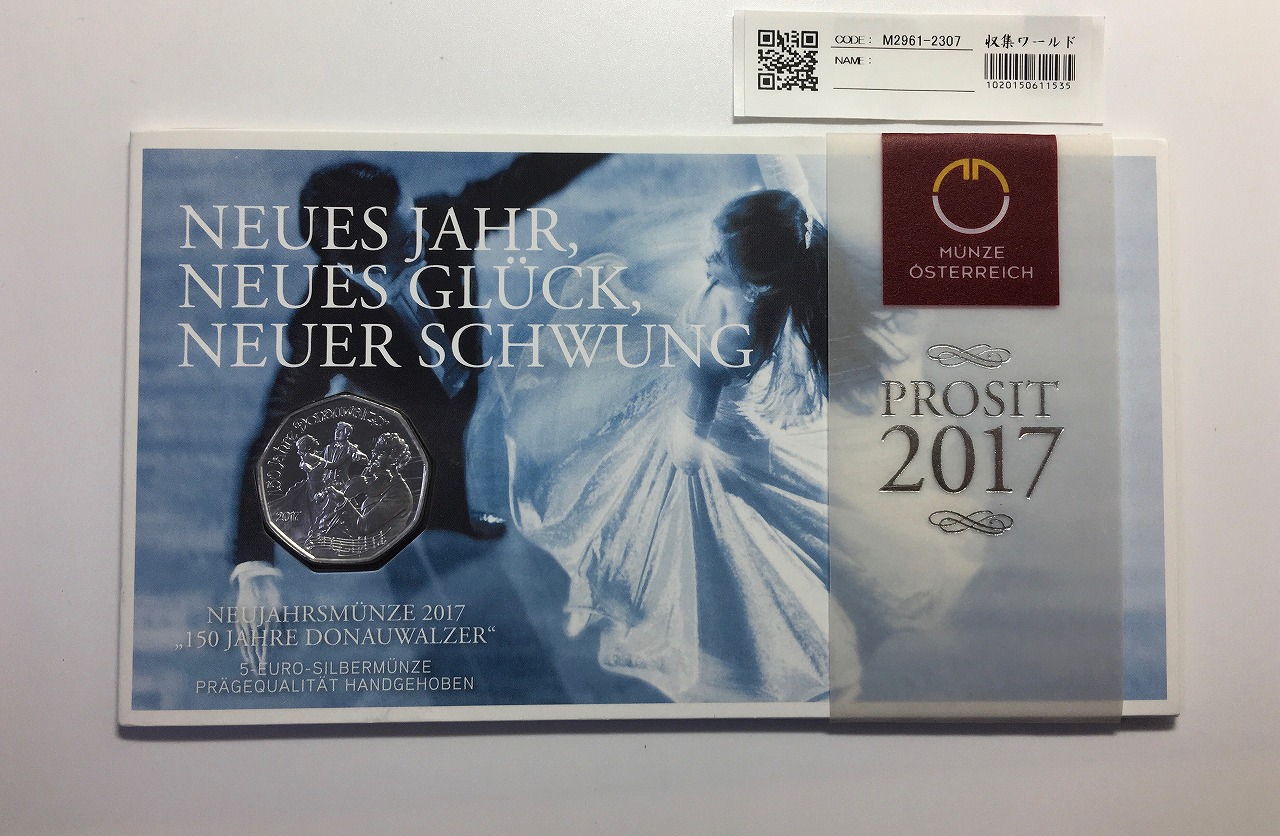 CODE: M2961-2307
収集ワールド
NAME:
1020150611535
NEUES JAHR,
NEUES GLÜCK,
NEUER SCHWUNG
MÜNZE
ÖSTERREICH
PROSIT
2017
150 Jahre Donauwalzer
2017
NEUJAHRSMÜNZE 2017
„150 JAHRE DONAUWALZER“
5-EURO-SILBERMÜNZE
PRÄGEQUALITÄT HANDGEHOBEN